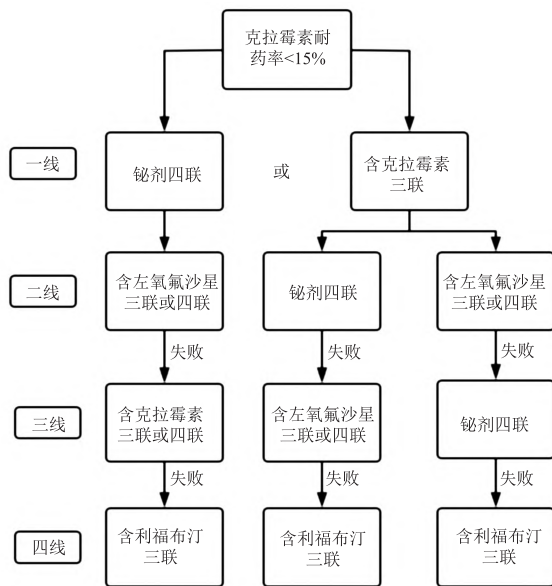 克拉霉素耐
药率<15%
一线
铋剂四联
或
含克拉霉素
三联
二线
含左氧氟沙星
三联或四联
铋剂四联
含左氧氟沙星
三联或四联
失败
失败
失败
三线
含克拉霉素
三联或四联
含左氧氟沙星
三联或四联
铋剂四联
失败
失败
失败
四线
含利福布汀
三联
含利福布汀
三联
含利福布汀
三联